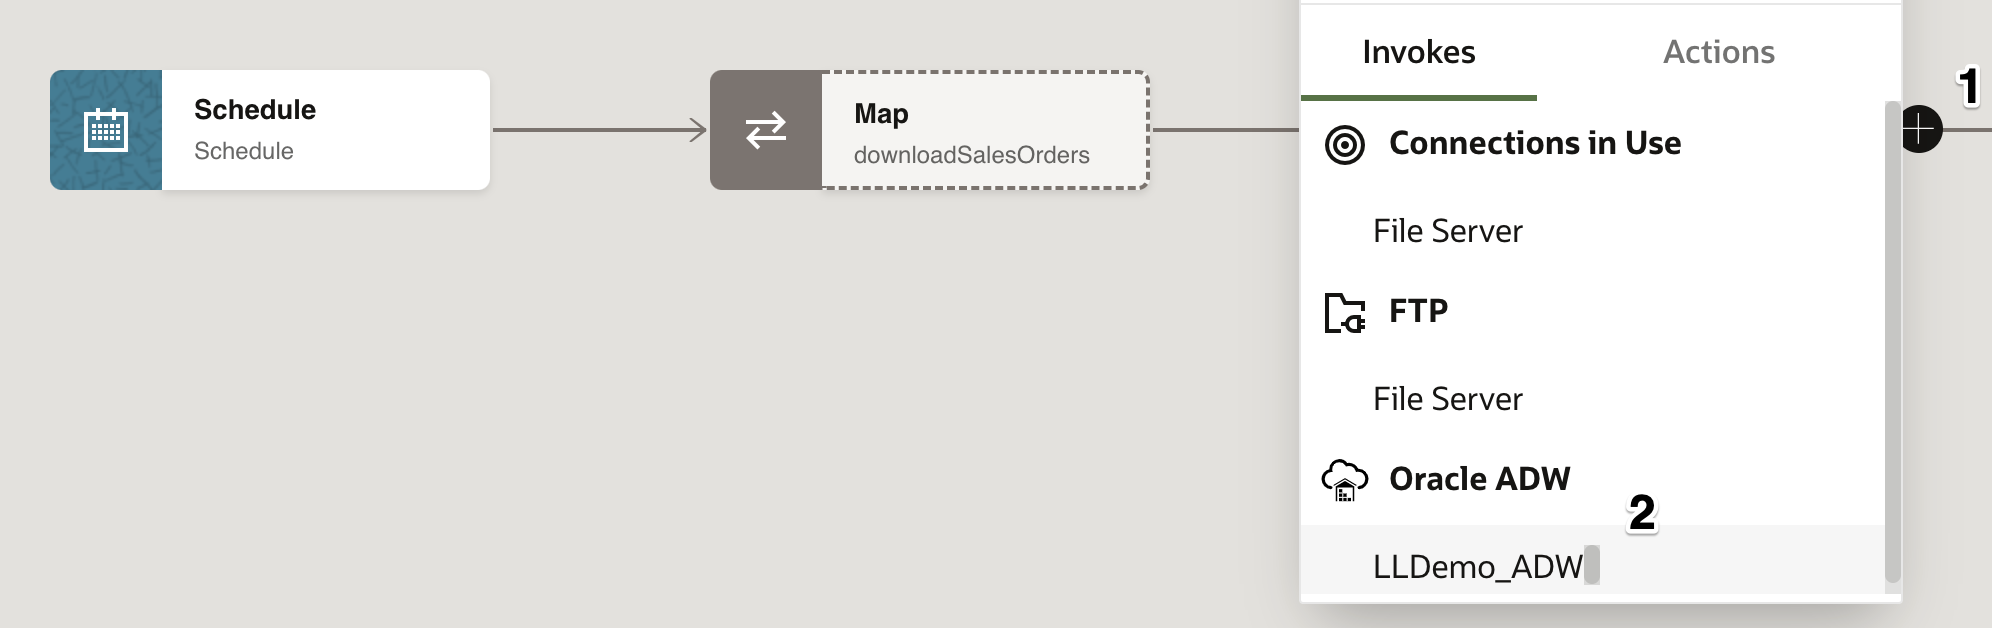 Schedule
Schedule
Map
downloadSalesOrders
Invokes
Actions
1
Connections in Use
File Server
FTP
File Server
Oracle ADW
2
LLDemo_ADW